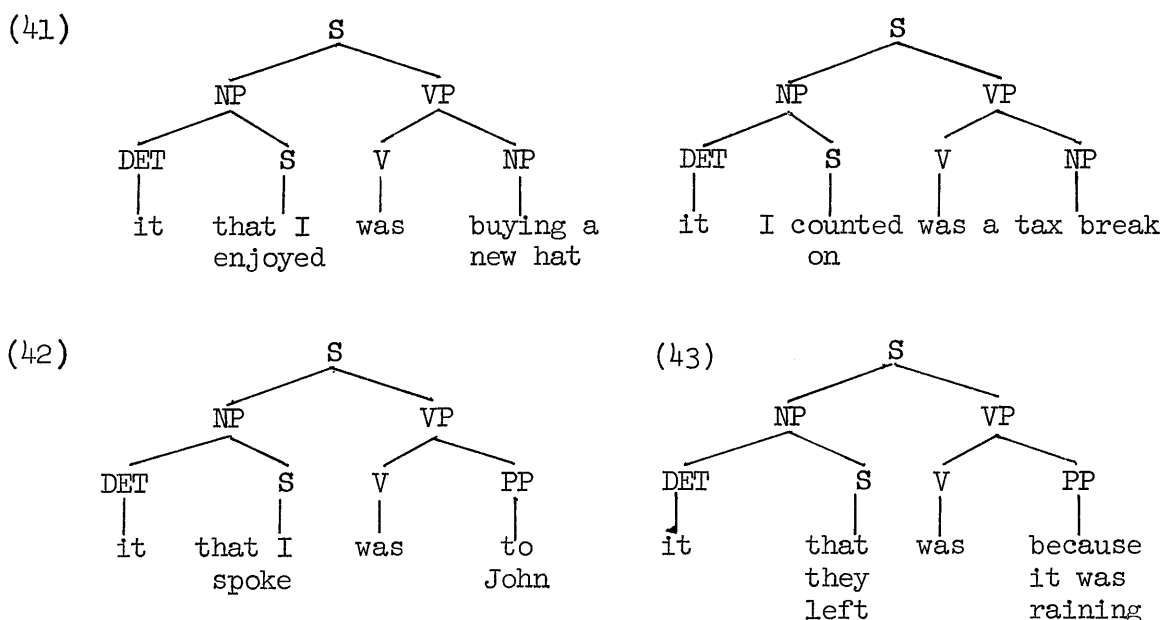 (41) S S
NP VP NP VP
DET S V NP DET S V NP
it that I was buying a it I counted was a tax break
enjoyed new hat on
(42) S (43) S
NP VP NP VP
DET S V PP DET S V PP
it that I was to it that was because
spoke John they it was
left raining